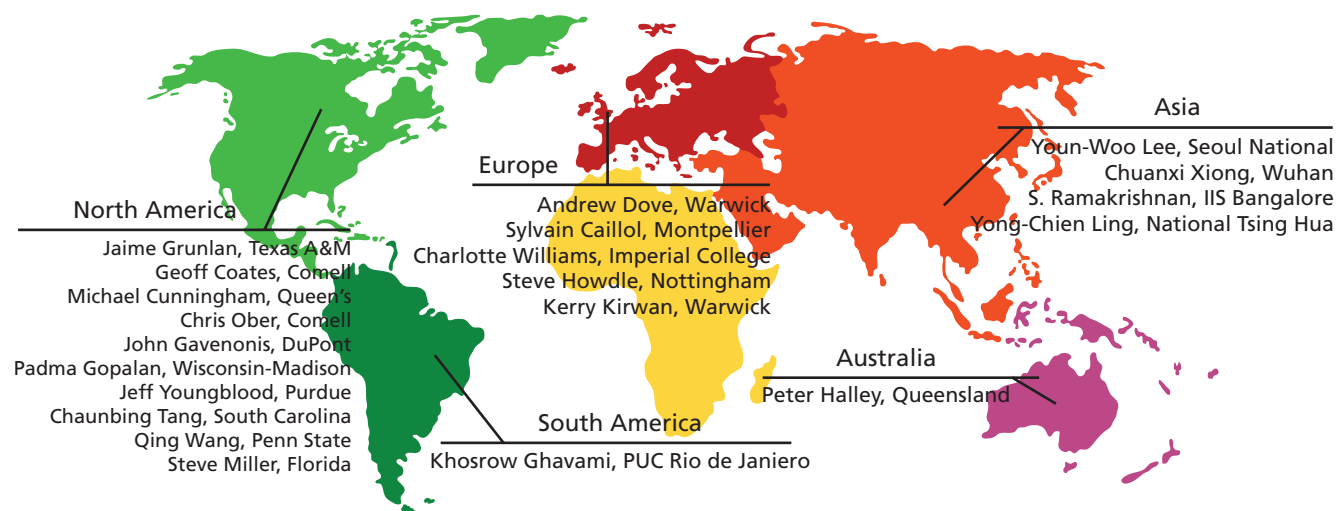 North America
Jaime Grunlan, Texas A&M
Geoff Coates, Comell
Michael Cunningham, Queen's
Chris Ober, Comell
John Gavenonis, DuPont
Padma Gopalan, Wisconsin-Madison
Jeff Youngblood, Purdue
Chaunbing Tang, South Carolina
Qing Wang, Penn State
Steve Miller, Florida
Europe
Andrew Dove, Warwick
Sylvain Caillol, Montpellier
Charlotte Williams, Imperial College
Steve Howdle, Nottingham
Kerry Kirwan, Warwick
Asia
Youn-Woo Lee, Seoul National
Chuanxi Xiong, Wuhan
S. Ramakrishnan, IIS Bangalore
Yong-Chien Ling, National Tsing Hua
Australia
Peter Halley, Queensland
South America
Khosrow Ghavami, PUC Rio de Janiero